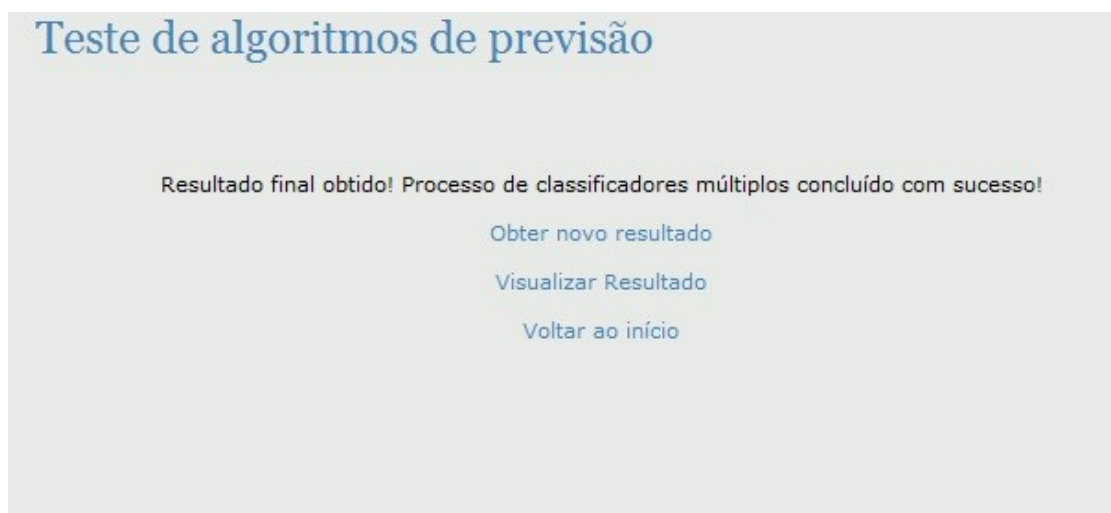 Teste de algoritmos de previsão
Resultado final obtido! Processo de classificadores múltiplos concluído com sucesso!
Obter novo resultado
Visualizar Resultado
Voltar ao início